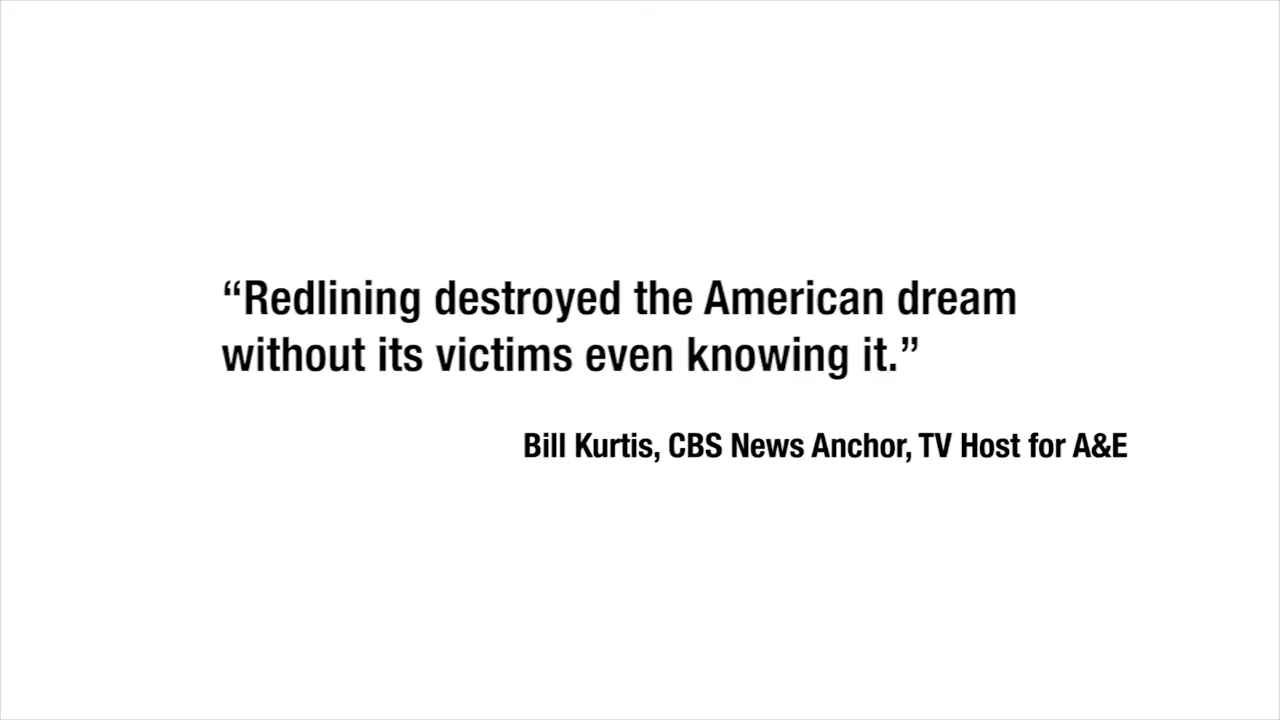 “Redlining destroyed the American dream
without its victims even knowing it.”
Bill Kurtis, CBS News Anchor, TV Host for A&E